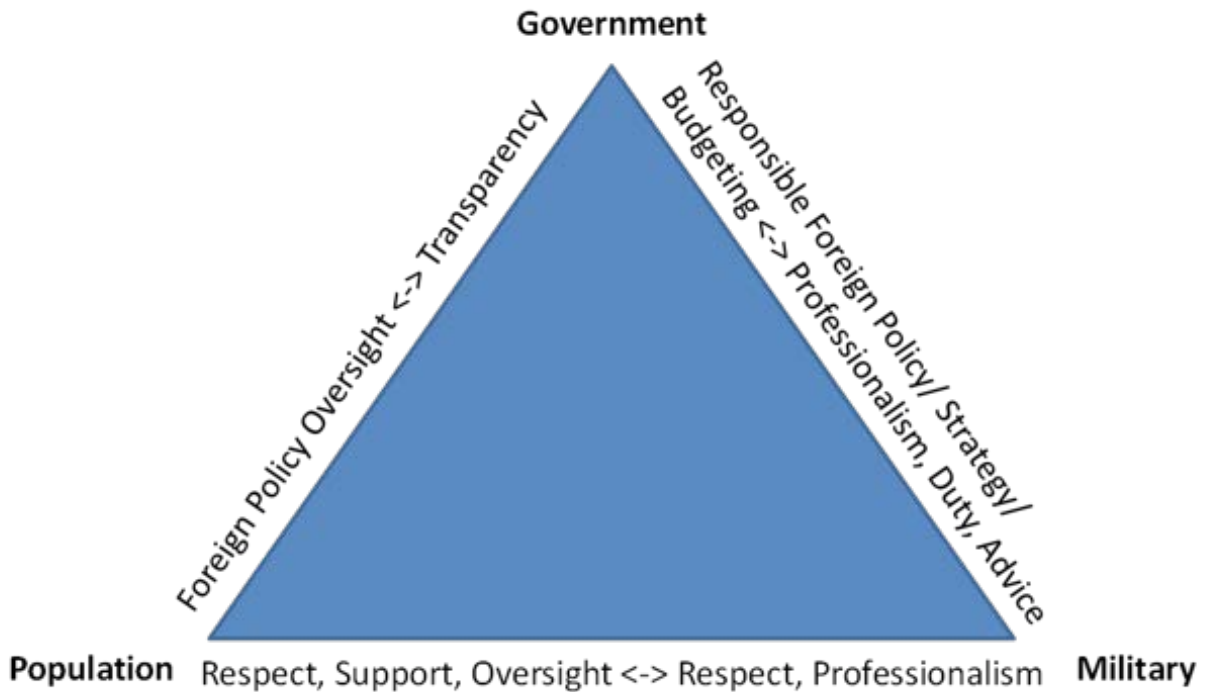 Government
Foreign Policy Oversight <-> Transparency
Responsible Foreign Policy/ Strategy/
Budgeting <-> Professionalism, Duty, Advice
Population
Respect, Support, Oversight <-> Respect, Professionalism
Military